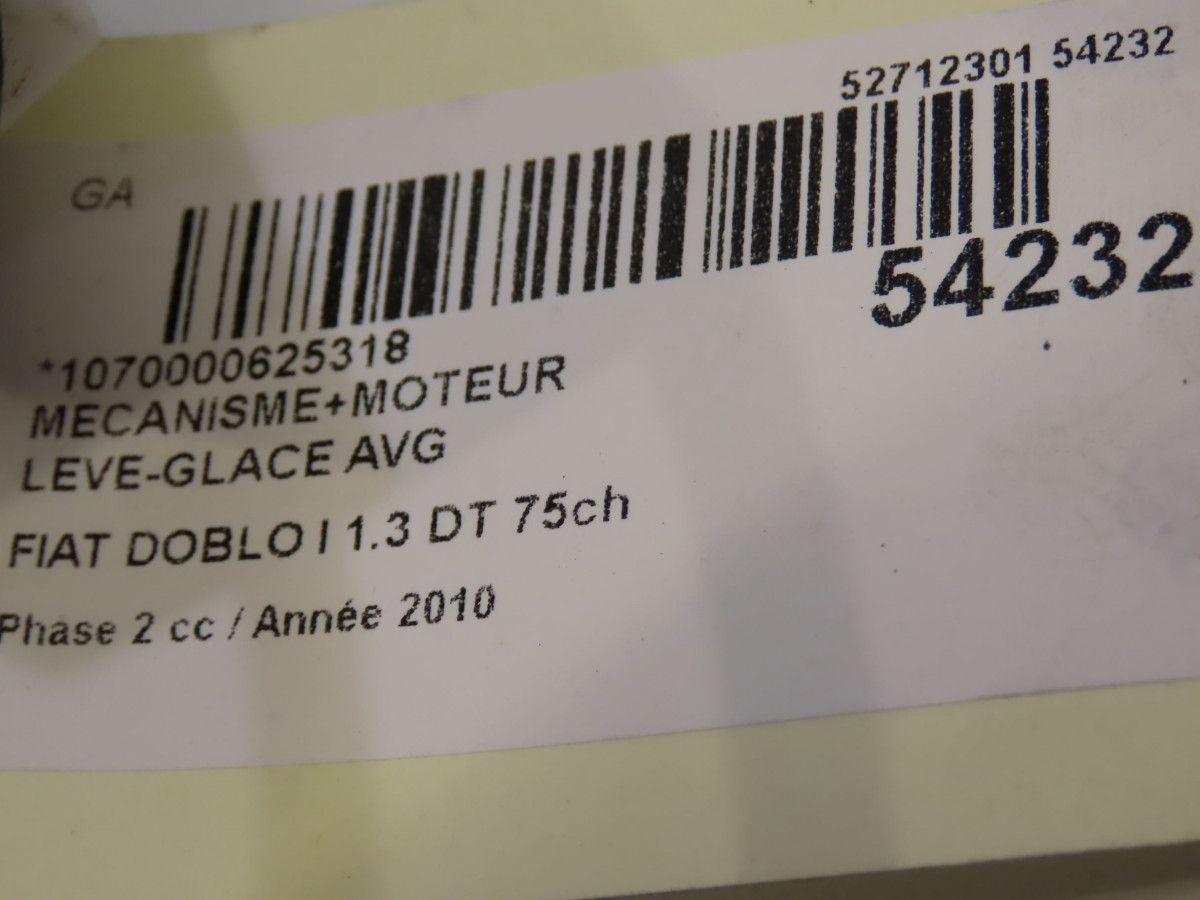 52712301 54232
GA
54232
*1070000625318
MECANISME+MOTEUR
LEVE-GLACE AVG
FIAT DOBLO I 1.3 DT 75ch
Phase 2 cc / Année 2010